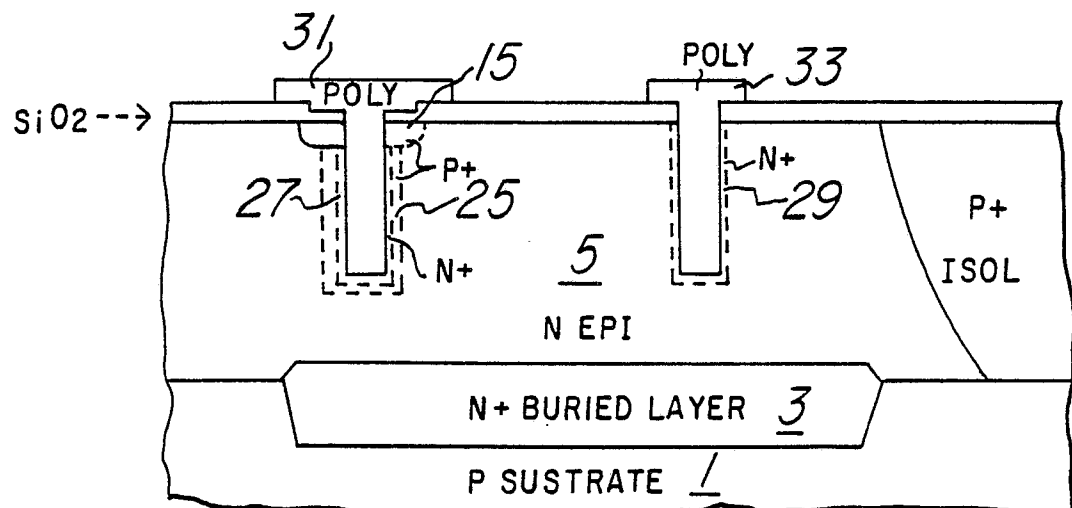 31
15
POLY
33
POLY
SiO2-->
P+
N+
27
25
29
P+
N+
5
ISOL
N EPI
N+ BURIED LAYER 3
P SUSTRATE 1